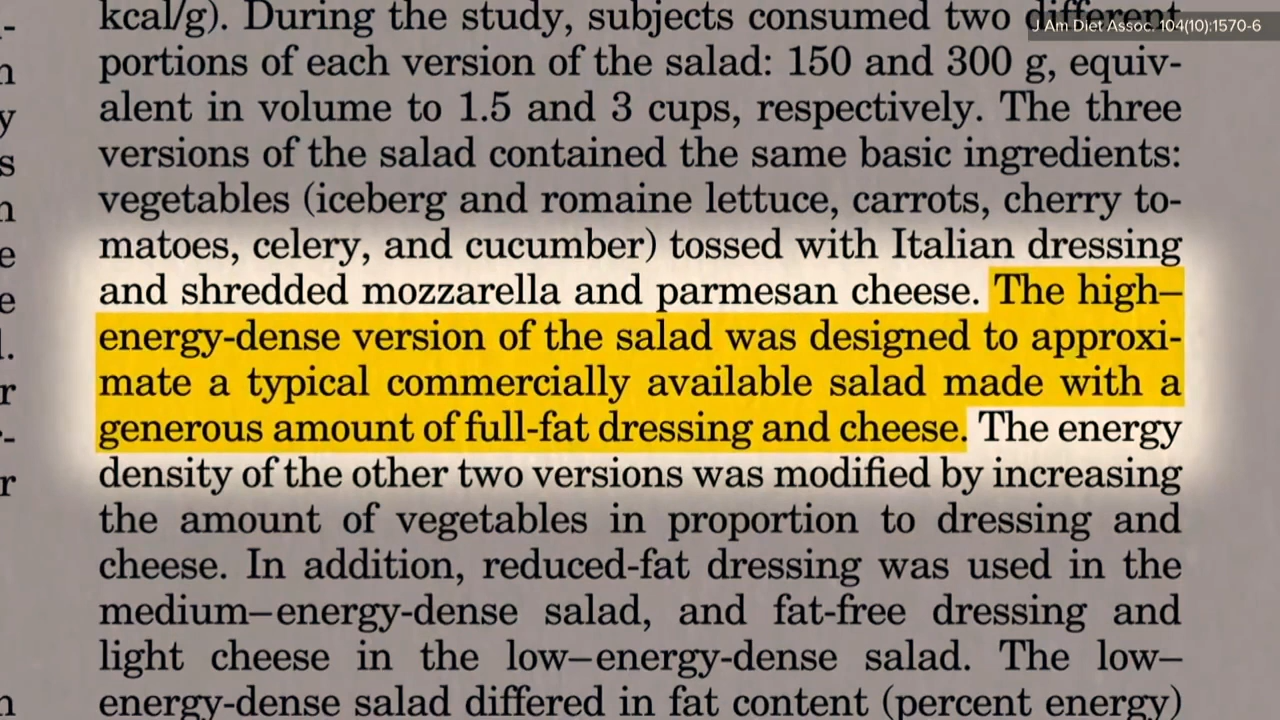 kcal/g). During the study, subjects consumed two different
J Am Diet Assoc. 104(10):1570-6
portions of each version of the salad: 150 and 300 g, equiv-
alent in volume to 1.5 and 3 cups, respectively. The three
versions of the salad contained the same basic ingredients:
vegetables (iceberg and romaine lettuce, carrots, cherry to-
matoes, celery, and cucumber) tossed with Italian dressing
and shredded mozzarella and parmesan cheese. The high–
energy-dense version of the salad was designed to approxi-
mate a typical commercially available salad made with a
generous amount of full-fat dressing and cheese. The energy
density of the other two versions was modified by increasing
the amount of vegetables in proportion to dressing and
cheese. In addition, reduced-fat dressing was used in the
medium–energy-dense salad, and fat-free dressing and
light cheese in the low–energy-dense salad. The low–
energy-dense salad differed in fat content (percent energy)